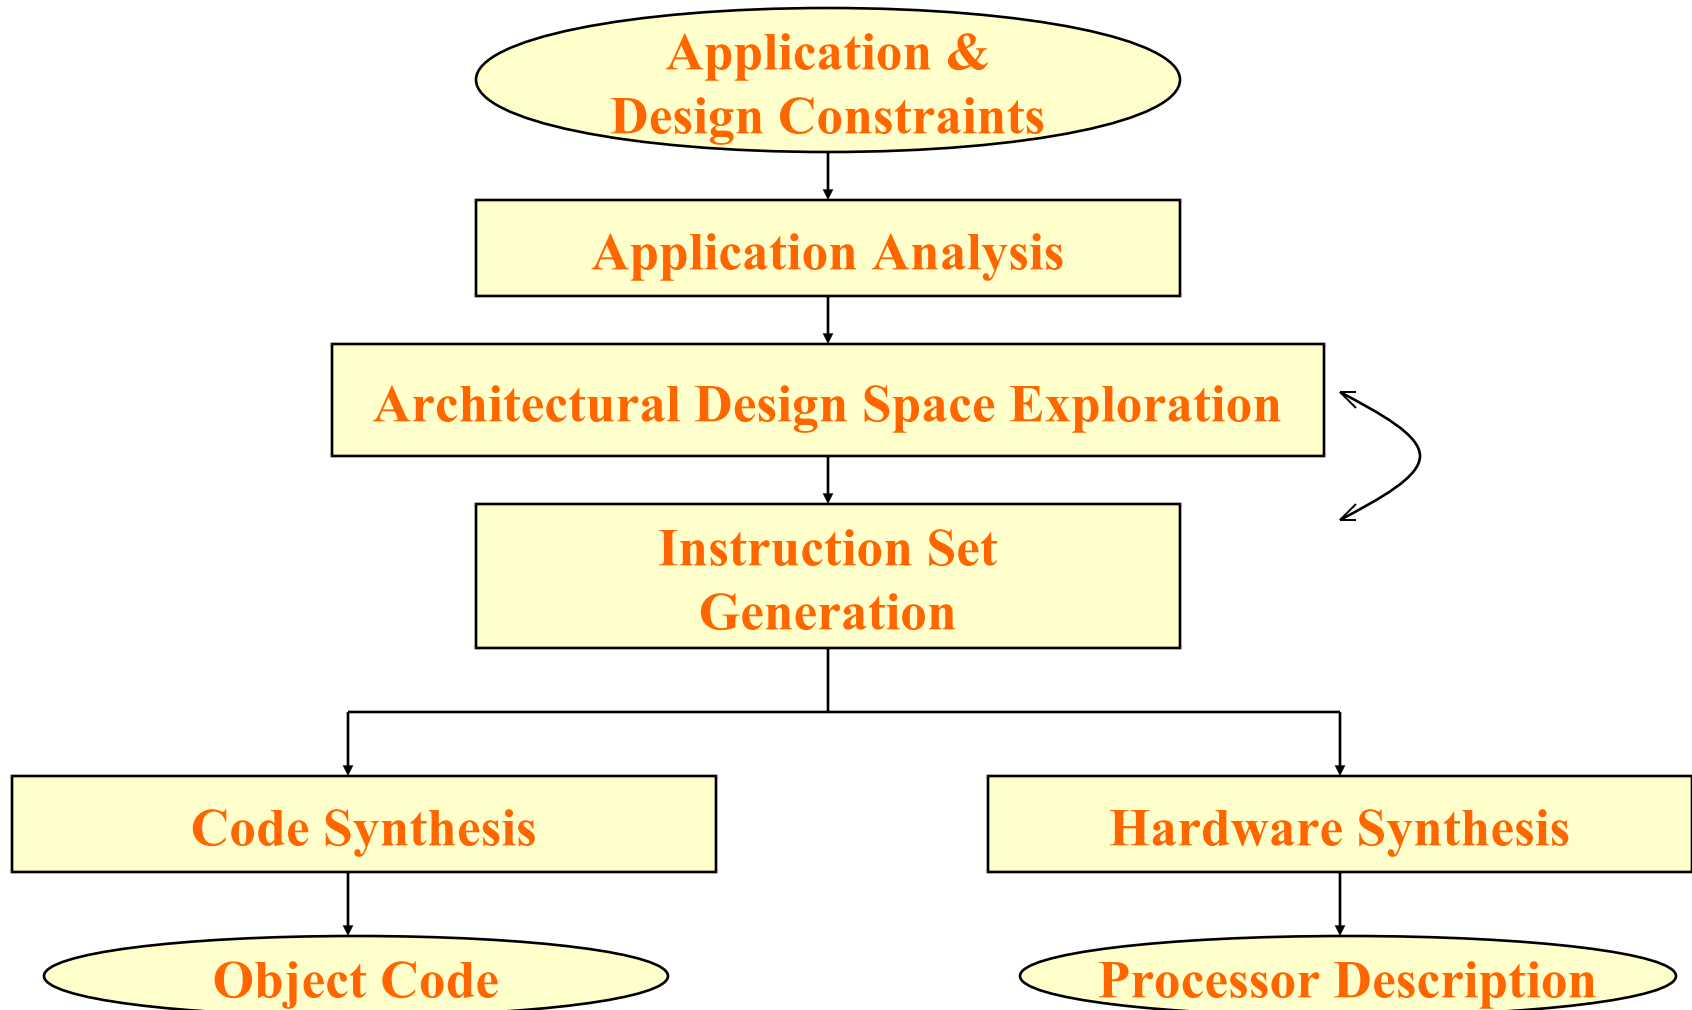 Application &
Design Constraints
Application Analysis
Architectural Design Space Exploration
Instruction Set
Generation
Code Synthesis
Hardware Synthesis
Object Code
Processor Description